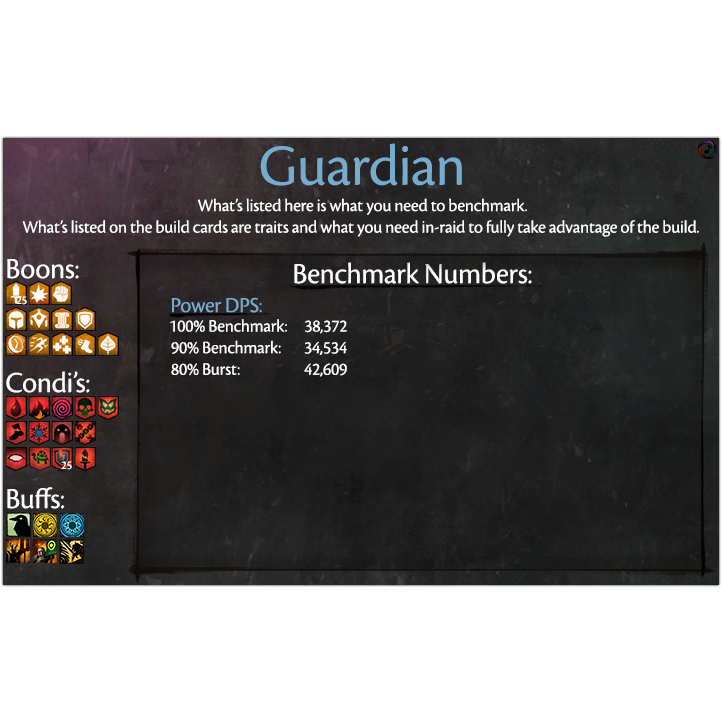 Guardian
What's listed here is what you need to benchmark.
What's listed on the build cards are traits and what you need in-raid to fully take advantage of the build.
Boons:
25
Condi's:
25
Buffs:
Benchmark Numbers:
Power DPS:
100% Benchmark: 38,372
90% Benchmark: 34,534
80% Burst: 42,609